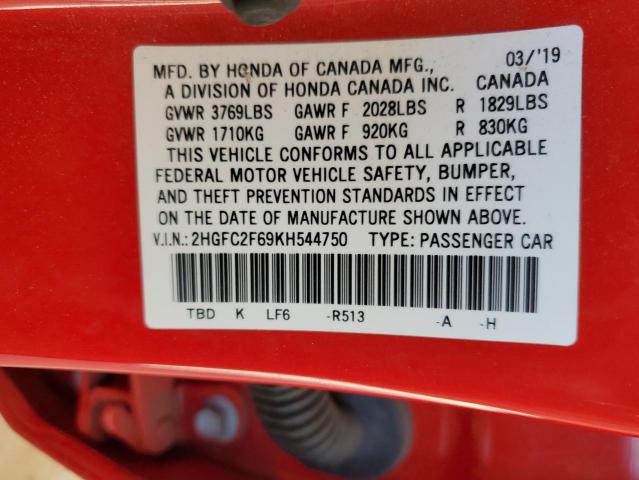 MFD. BY HONDA OF CANADA MFG., 03/'19
A DIVISION OF HONDA CANADA INC. CANADA
GVWR 3769LBS GAWR F 2028LBS R 1829LBS
GVWR 1710KG GAWR F 920KG R 830KG
THIS VEHICLE CONFORMS TO ALL APPLICABLE
FEDERAL MOTOR VEHICLE SAFETY, BUMPER,
AND THEFT PREVENTION STANDARDS IN EFFECT
ON THE DATE OF MANUFACTURE SHOWN ABOVE.
V.I.N.: 2HGFC2F69KH544750 TYPE: PASSENGER CAR
TBD K LF6 -R513 -A -H